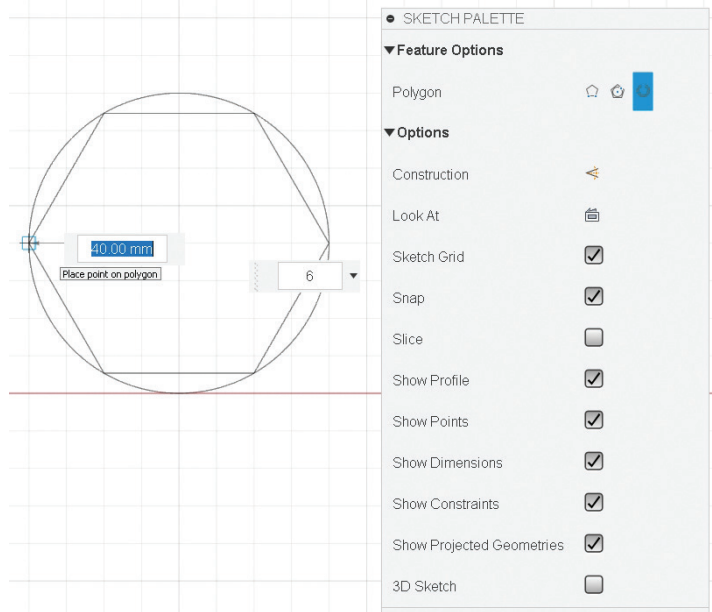 SKETCH PALETTE
Feature Options
Polygon
Options
Construction
Look At
Sketch Grid
Snap
Slice
Show Profile
Show Points
Show Dimensions
Show Constraints
Show Projected Geometries
3D Sketch
40.00 mm
Place point on polygon
6